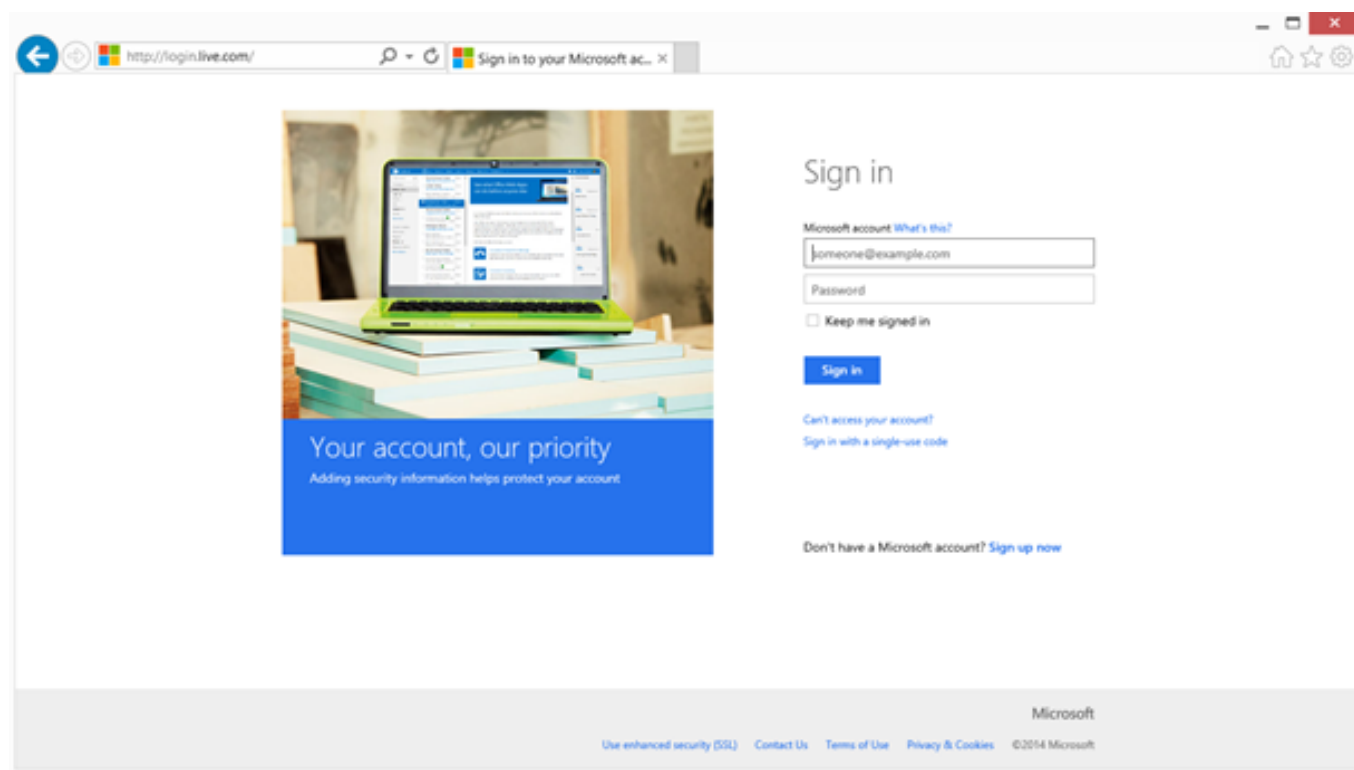 http://login.live.com/
Sign in to your Microsoft ac... ×
Sign in
Microsoft account What's this?
someone@example.com
Password
Keep me signed in
Sign in
Can't access your account?
Sign in with a single-use code
Your account, our priority
Adding security information helps protect your account
Don't have a Microsoft account? Sign up now
Microsoft
Use enhanced security (SSL) Contact Us Terms of Use Privacy & Cookies ©2014 Microsoft